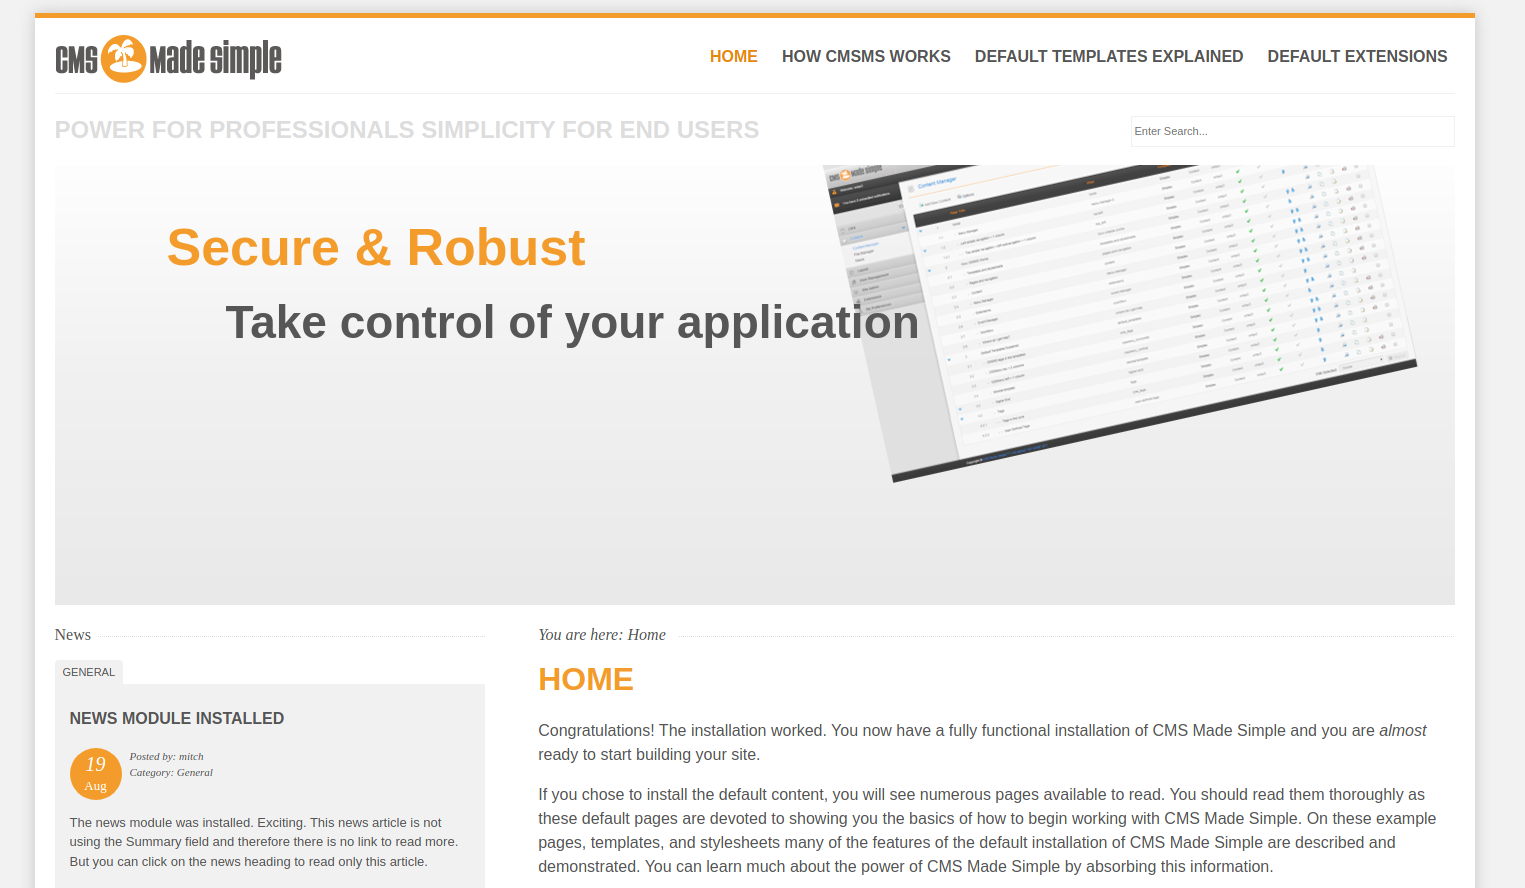 CMS Made simple
HOME HOW CMSMS WORKS DEFAULT TEMPLATES EXPLAINED DEFAULT EXTENSIONS
POWER FOR PROFESSIONALS SIMPLICITY FOR END USERS
Enter Search...
CMS Made simple
Content Manager
Secure & Robust
Take control of your application
News
GENERAL
NEWS MODULE INSTALLED
19
Aug
Posted by: mitch
Category: General
The news module was installed. Exciting. This news article is not
using the Summary field and therefore there is no link to read more.
But you can click on the news heading to read only this article.
You are here: Home
HOME
Congratulations! The installation worked. You now have a fully functional installation of CMS Made Simple and you are almost
ready to start building your site.
If you chose to install the default content, you will see numerous pages available to read. You should read them thoroughly as
these default pages are devoted to showing you the basics of how to begin working with CMS Made Simple. On these example
pages, templates, and stylesheets many of the features of the default installation of CMS Made Simple are described and
demonstrated. You can learn much about the power of CMS Made Simple by absorbing this information.